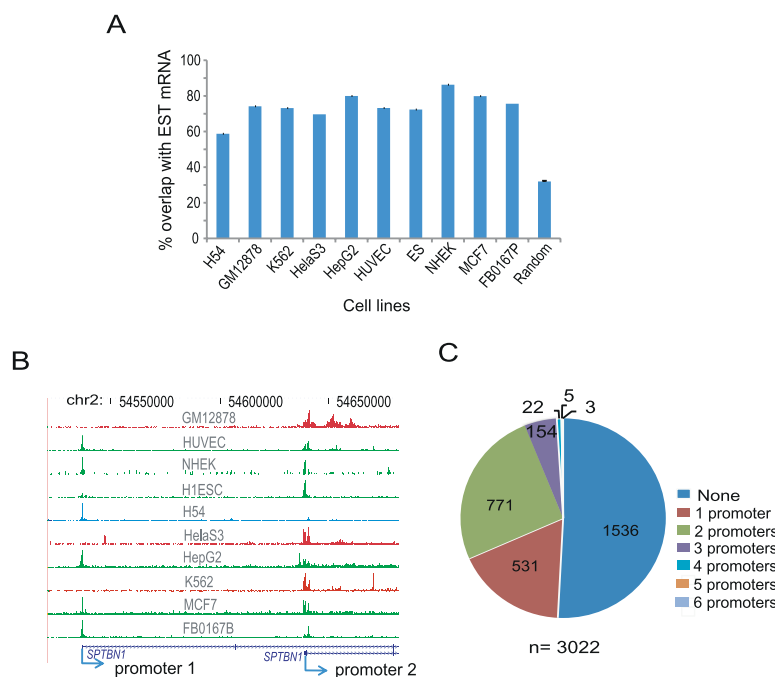 A
% overlap with EST mRNA
100
80
60
40
20
0
H54
GM12878
K562
HelaS3
HepG2
HUVEC
ES
NHEK
MCF7
FB0167P
Random
Cell lines
B
chr2: 54550000 54600000 54650000
GM12878
HUVEC
NHEK
H1ESC
H54
HelaS3
HepG2
K562
MCF7
FB0167B
SPTBN1 SPTBN1
promoter 1 promoter 2
C
22 5 3
154
771
1536
531
None
1 promoter
2 promoters
3 promoters
4 promoters
5 promoters
6 promoters
n= 3022